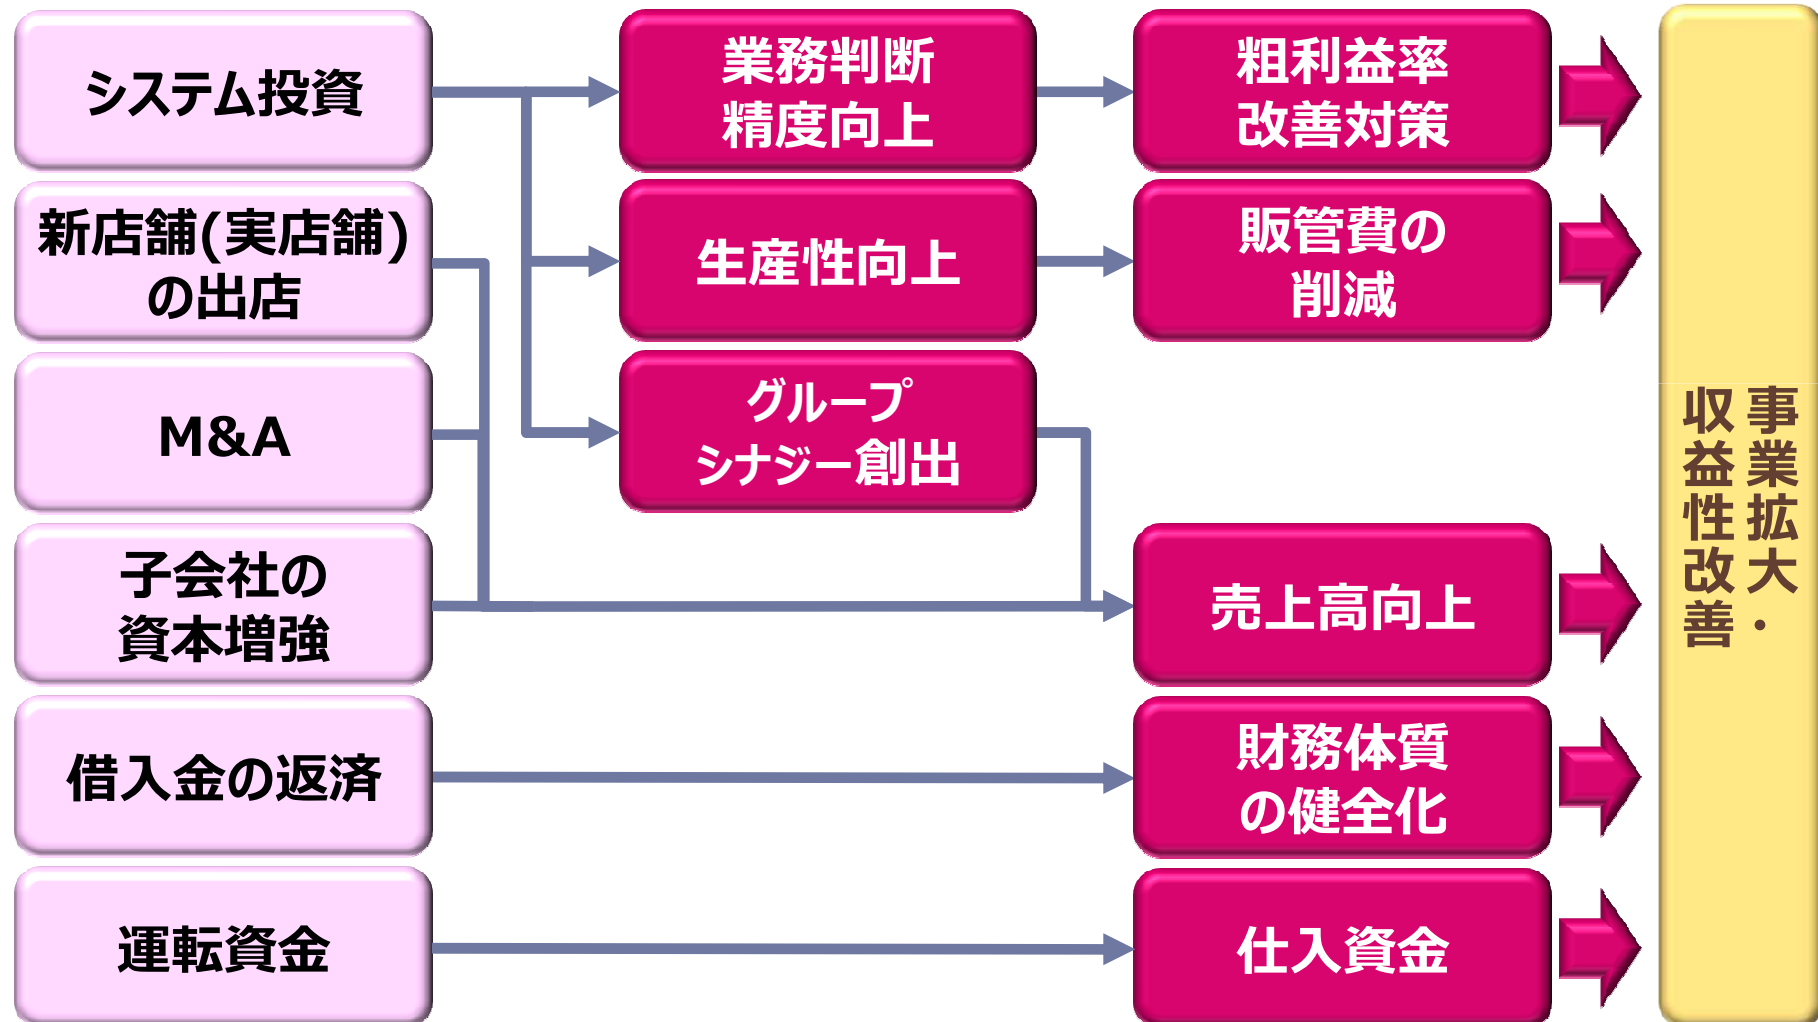 システム投資
業務判断
精度向上
粗利益率
改善対策
新店舗(実店舗)
の出店
生産性向上
販管費の
削減
M&A
グループ
シナジー創出
子会社の
資本増強
売上高向上
借入金の返済
財務体質
の健全化
運転資金
仕入資金
事業拡大・
収益性改善